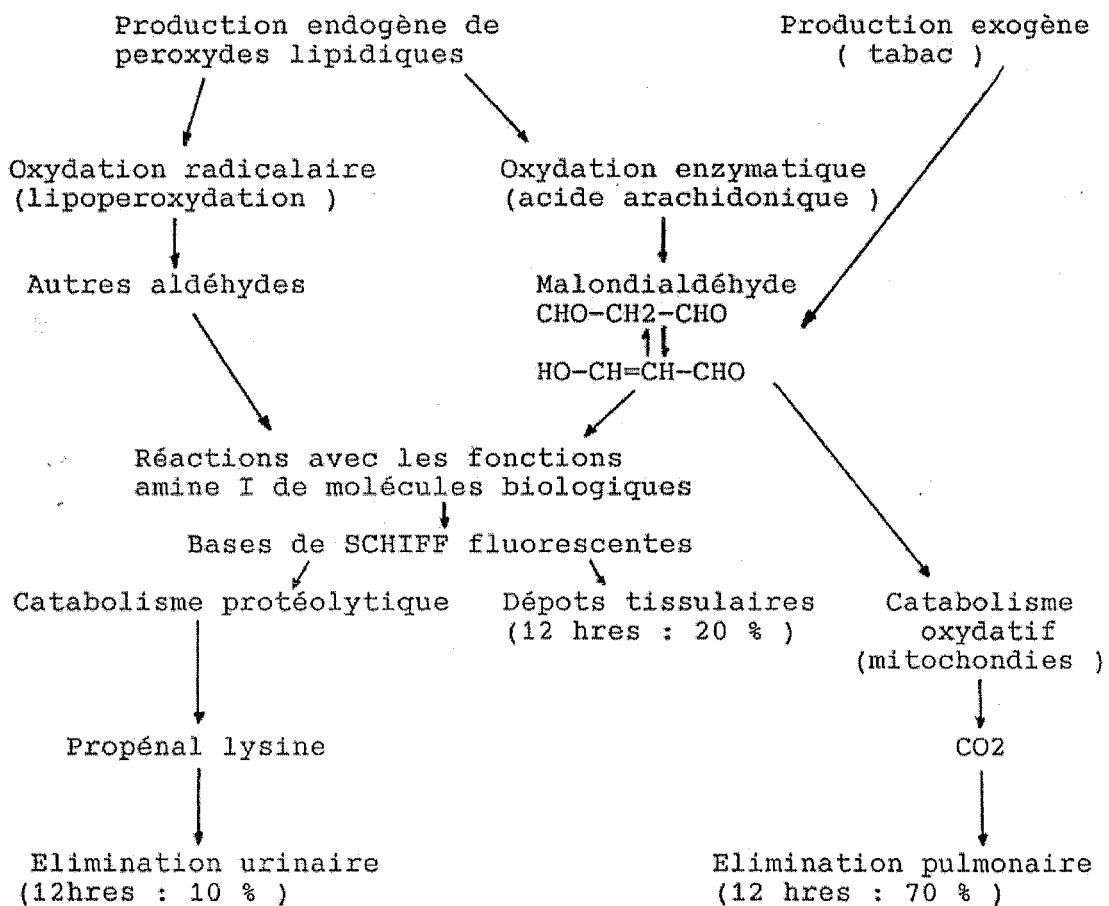 Production endogène de
peroxydes lipidiques
Production exogène
( tabac )
Oxydation radicalaire
(lipoperoxydation )
Oxydation enzymatique
(acide arachidonique )
Autres aldéhydes
Malondialdéhyde
CHO-CH2-CHO
HO-CH=CH-CHO
Réactions avec les fonctions
amine I de molécules biologiques
Bases de SCHIFF fluorescentes
Catabolisme protéolytique
Dépots tissulaires
(12 hres : 20 % )
Catabolisme
oxydatif
(mitochondies )
Propénal lysine
CO2
Elimination urinaire
(12hres : 10 % )
Elimination pulmonaire
(12 hres : 70 % )